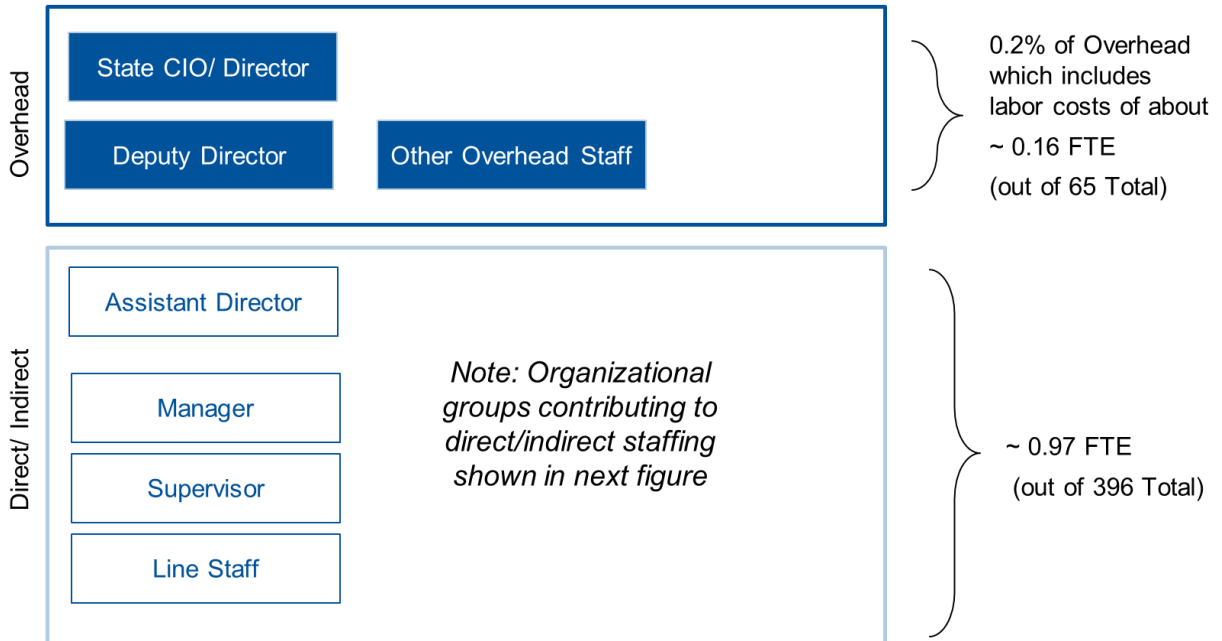 Overhead
State CIO/ Director
Deputy Director
Other Overhead Staff
0.2% of Overhead
which includes
labor costs of about
~ 0.16 FTE
(out of 65 Total)
Direct/ Indirect
Assistant Director
Manager
Supervisor
Line Staff
Note: Organizational
groups contributing to
direct/indirect staffing
shown in next figure
~ 0.97 FTE
(out of 396 Total)